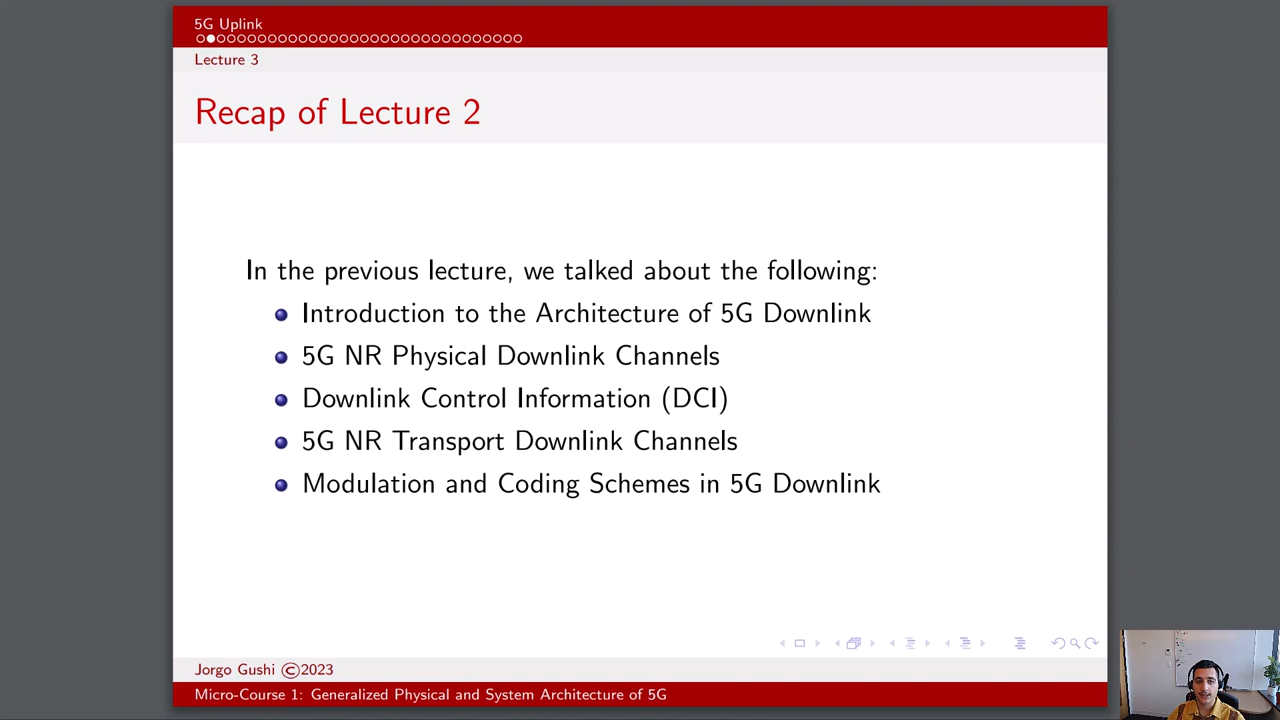 5G Uplink
Lecture 3
Recap of Lecture 2
In the previous lecture, we talked about the following:
Introduction to the Architecture of 5G Downlink
5G NR Physical Downlink Channels
Downlink Control Information (DCI)
5G NR Transport Downlink Channels
Modulation and Coding Schemes in 5G Downlink
Jorgo Gushi ©2023
Micro-Course 1: Generalized Physical and System Architecture of 5G